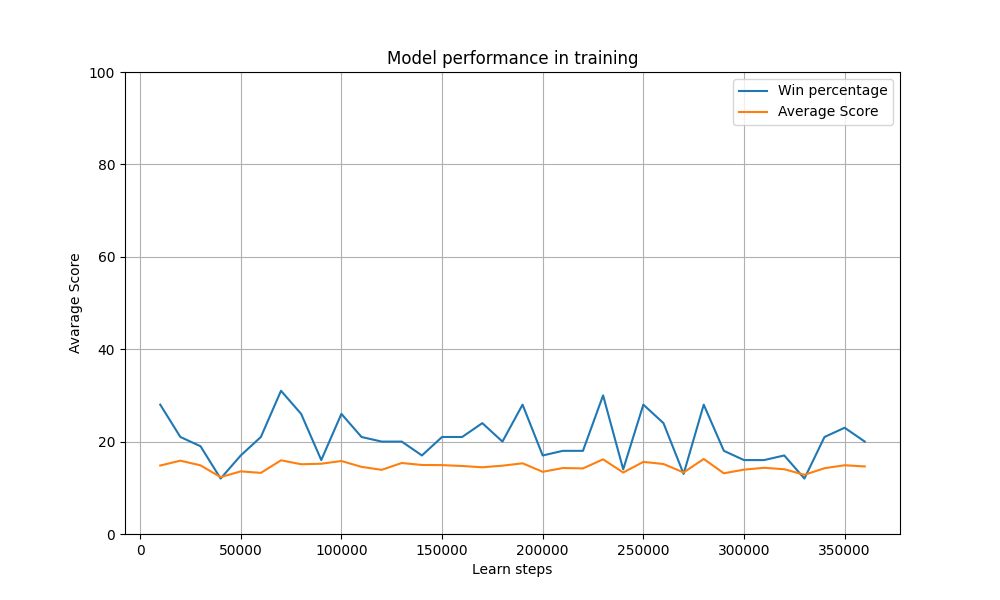 Model performance in training
Win percentage
Average Score
Avarage Score
100
80
60
40
20
0
0 50000 100000 150000 200000 250000 300000 350000
Learn steps